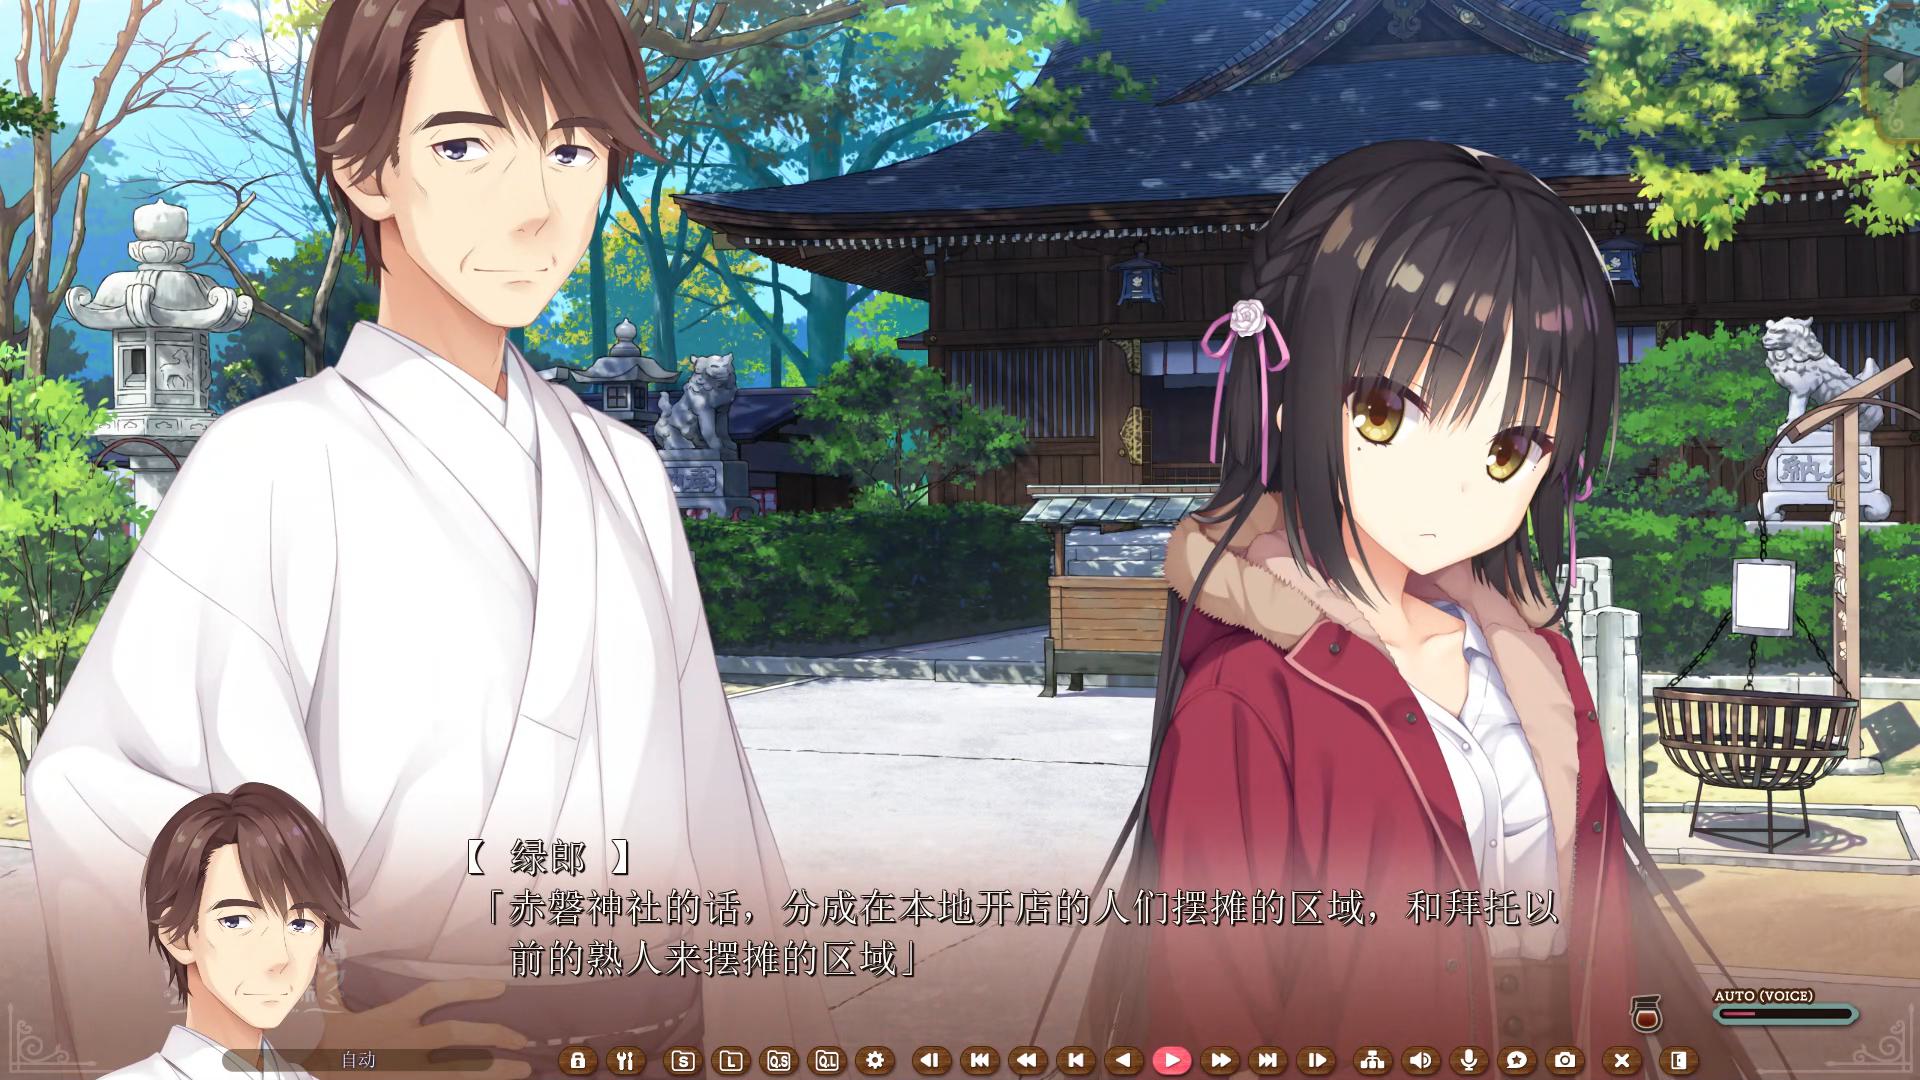 納
奉
【 绿郎 】
「赤磐神社的话，分成在本地开店的人们摆摊的区域，和拜托以
前的熟人来摆摊的区域」
AUTO (VOICE)
自动
S
L
Q.S
Q.L